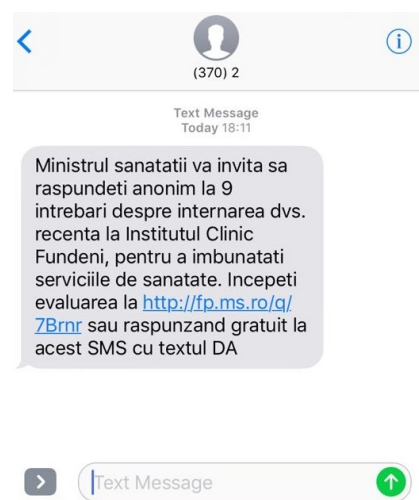 (370) 2
Text Message
Today 18:11
Ministrul sanatatii va invita sa
raspundeti anonim la 9
intrebari despre internarea dvs.
recenta la Institutul Clinic
Fundeni, pentru a imbunatati
serviciile de sanatate. Incepeti
evaluarea la http://fp.ms.ro/q/
7Brnr sau raspunzand gratuit la
acest SMS cu textul DA
Text Message